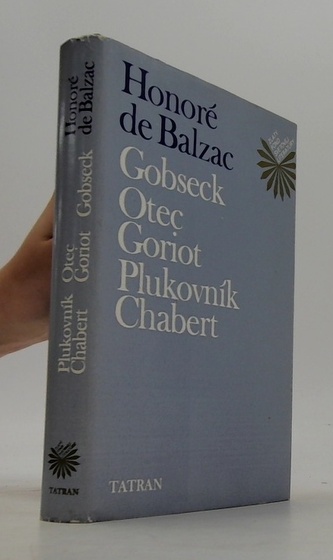 Honoré
de Balzac
Gobseck
Otec
Goriot
Plukovník
Chabert
TATRAN
Honoré
de Balzac
Gobseck
Otec
Goriot
Plukovník
Chabert
TATRAN